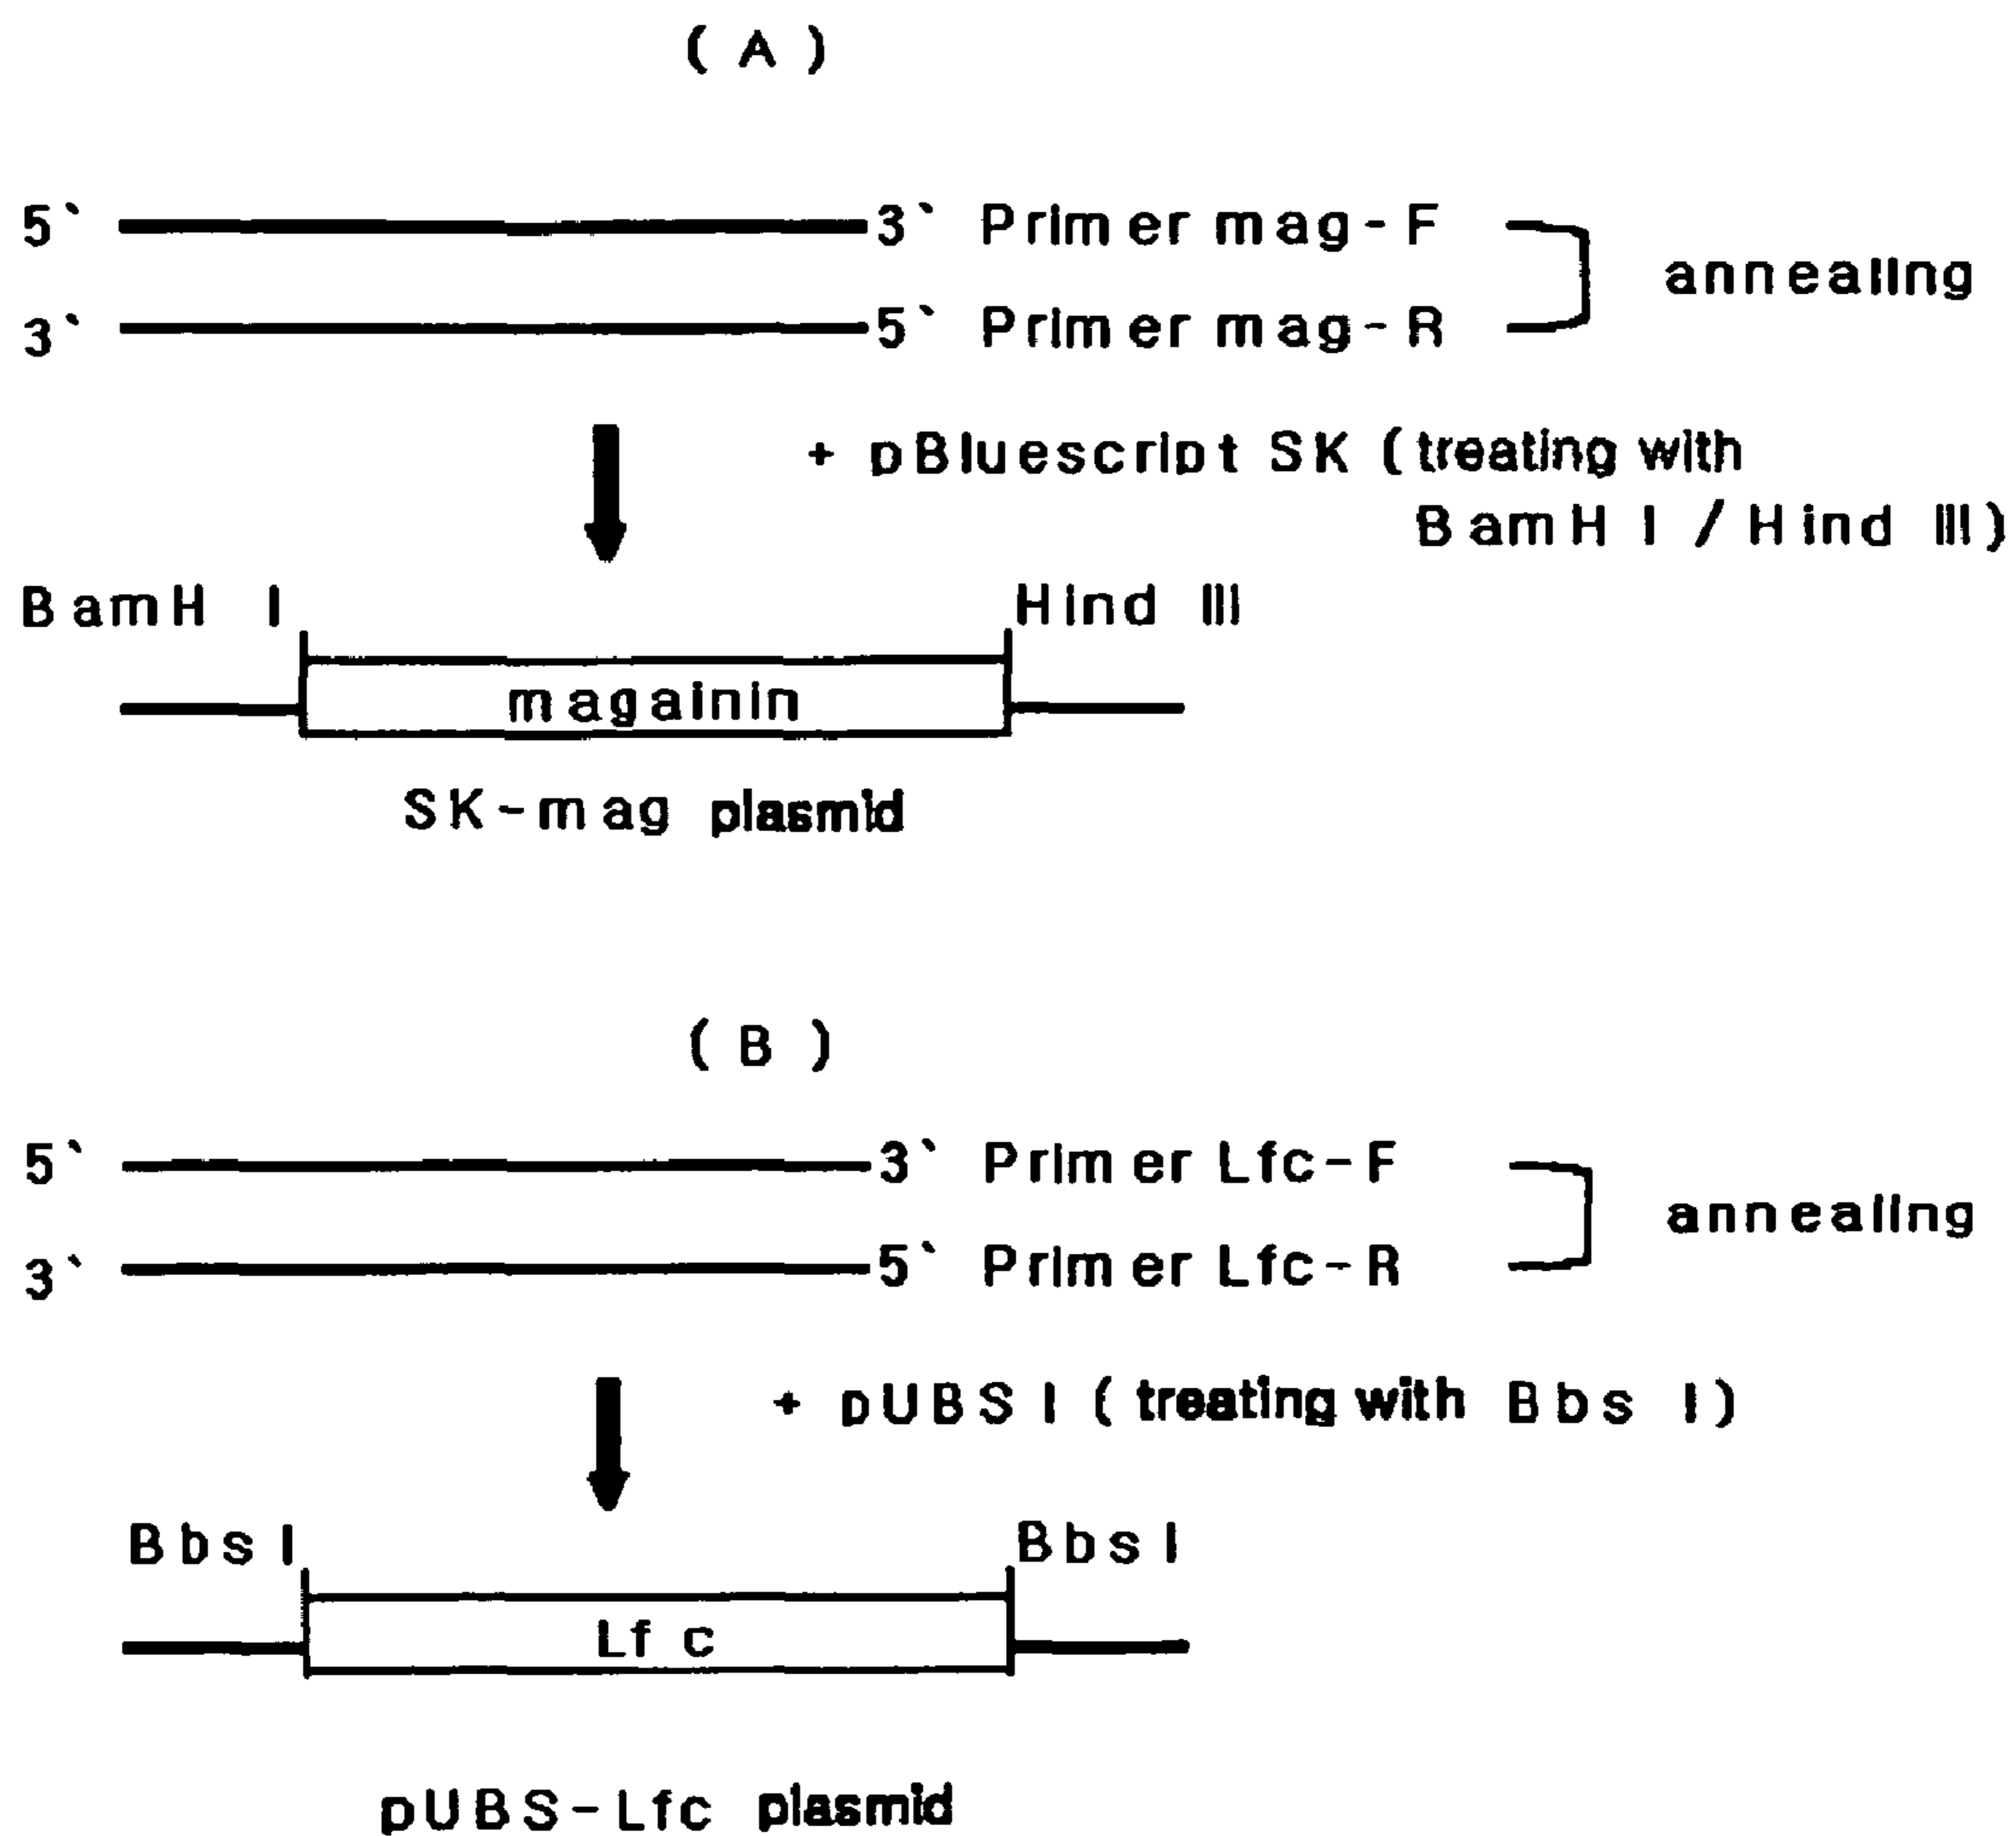 ( A )
5` 3` Primer mag-F
annealing
3` 5` Primer mag-R
+ pBluescript SK (treating with
BamH I / Hind III)
BamH I Hind III
magainin
SK-mag plasmid
( B )
5` 3` Primer Lfc-F
annealing
3` 5` Primer Lfc-R
+ pUBS I ( treating with Bbs I)
Bbs I Bbs I
Lfc
pUBS-Lfc plasmid